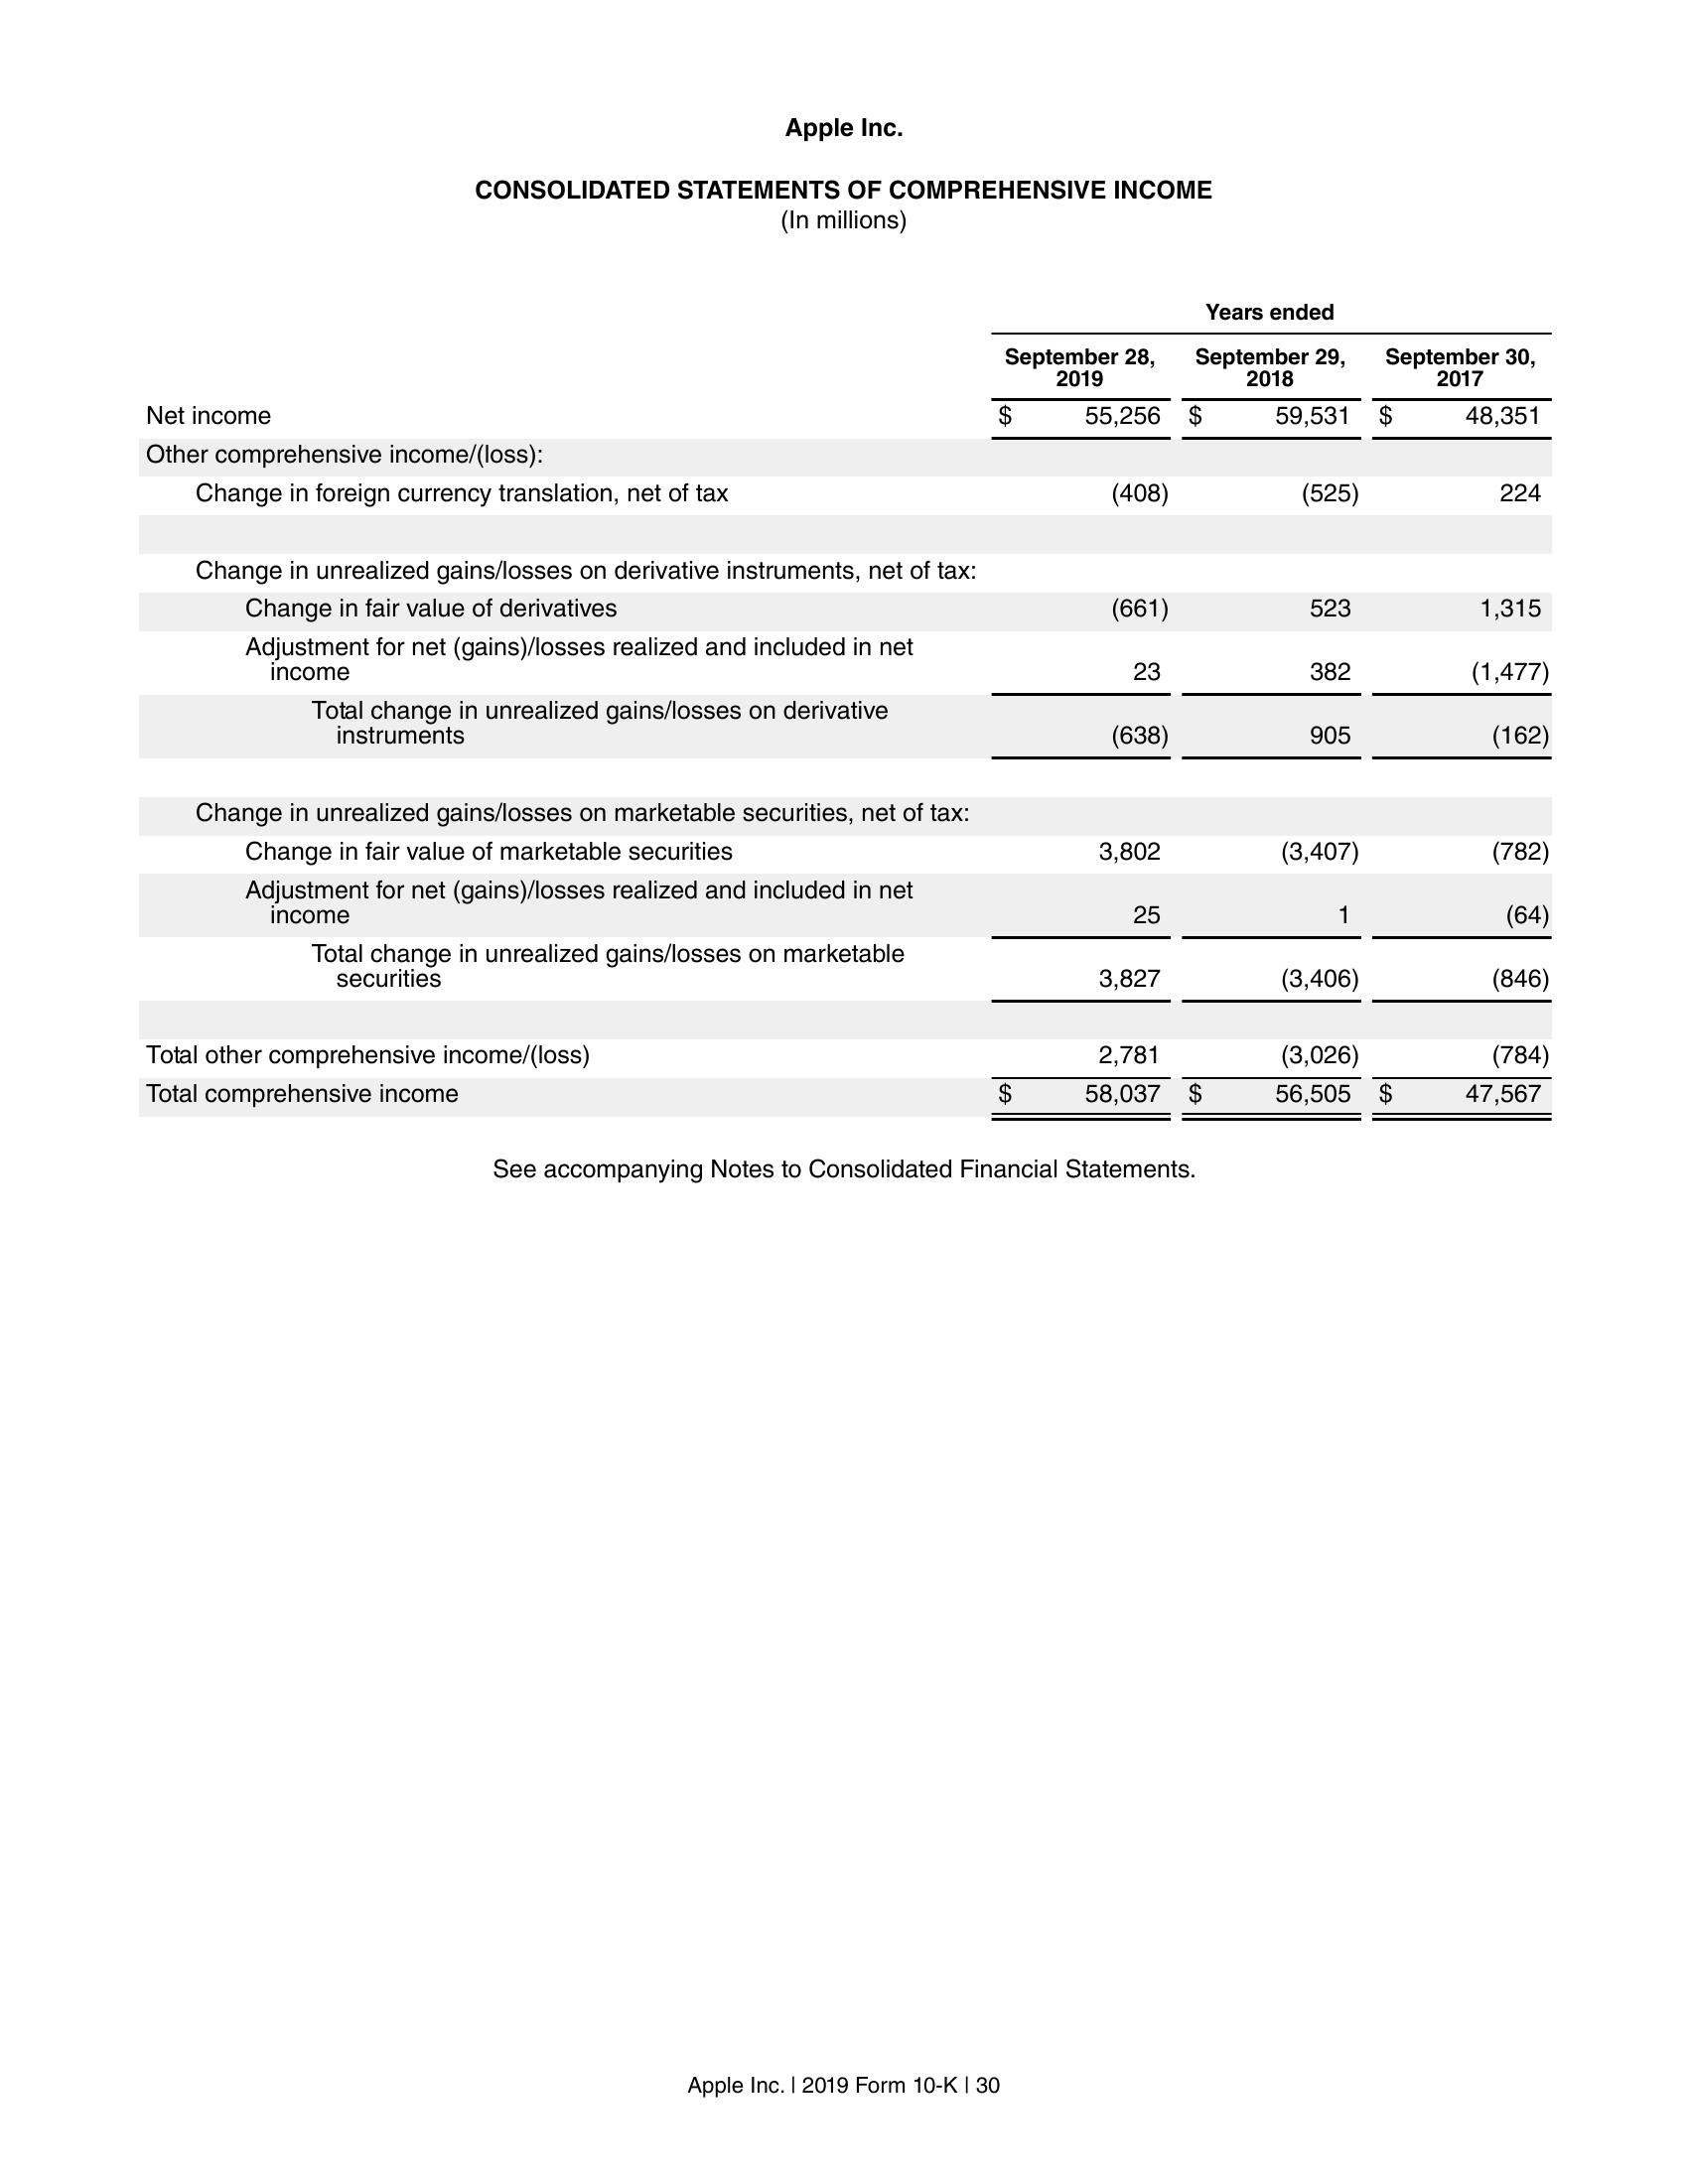 Apple Inc.
CONSOLIDATED STATEMENTS OF COMPREHENSIVE INCOME
(In millions)
Years ended
September 28, 2019 September 29, 2018 September 30, 2017
Net income $ 55,256 $ 59,531 $ 48,351
Other comprehensive income/(loss):
Change in foreign currency translation, net of tax (408) (525) 224
Change in unrealized gains/losses on derivative instruments, net of tax:
Change in fair value of derivatives (661) 523 1,315
Adjustment for net (gains)/losses realized and included in net
income 23 382 (1,477)
Total change in unrealized gains/losses on derivative
instruments (638) 905 (162)
Change in unrealized gains/losses on marketable securities, net of tax:
Change in fair value of marketable securities 3,802 (3,407) (782)
Adjustment for net (gains)/losses realized and included in net
income 25 1 (64)
Total change in unrealized gains/losses on marketable
securities 3,827 (3,406) (846)
Total other comprehensive income/(loss) 2,781 (3,026) (784)
Total comprehensive income $ 58,037 $ 56,505 $ 47,567
See accompanying Notes to Consolidated Financial Statements.
Apple Inc. | 2019 Form 10-K | 30